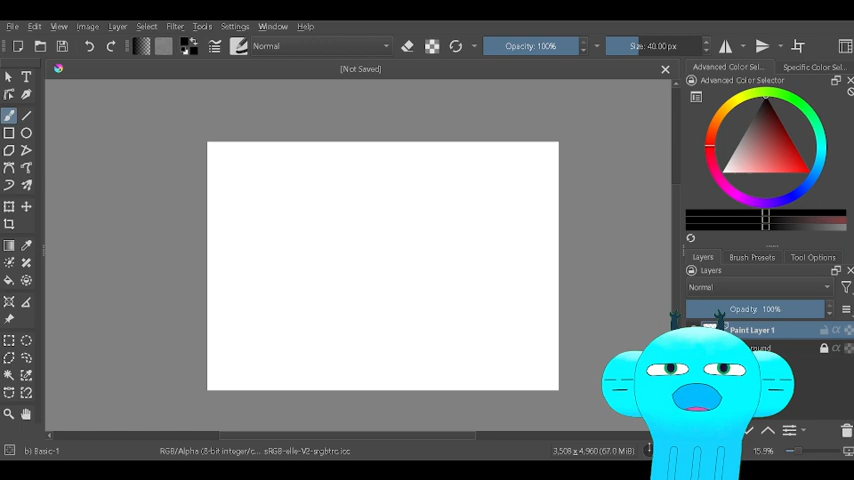 File Edit View Image Layer Select Filter Tools Settings Window Help
Normal Opacity: 100% Size: 40.00 px
[Not Saved]
Advanced Color Sel... Specific Color Sel...
Advanced Color Selector
Layers Brush Presets Tool Options
Layers
Normal
Opacity: 100%
Paint Layer 1
b) Basic-1 RGB/Alpha (8-bit integer/c... sRGB-elle-V2-srgbtrc.icc 3,508 x 4,960 (67.0 MiB) 15.9%